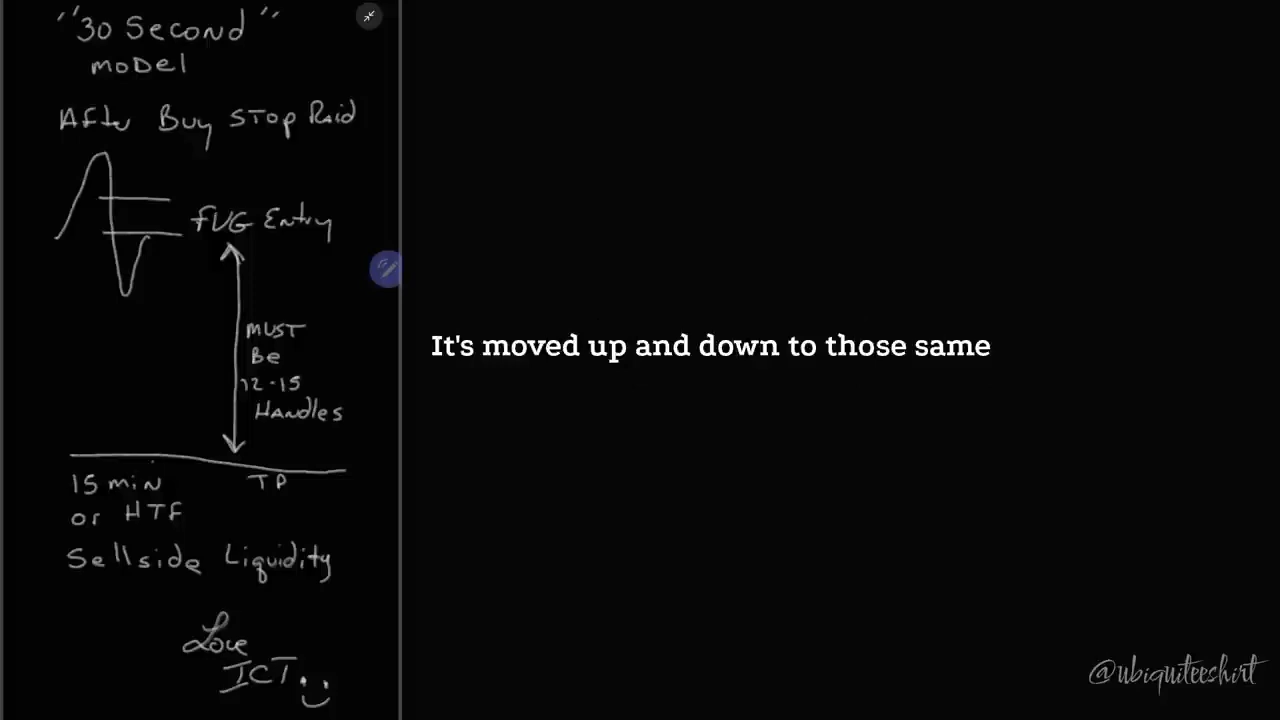 "30 Second"
moDel
After Buy STop Raid
FVG Entry
MUST
Be
12-15
HANdles
15 miN
or HTF
TP
Sellside Liquidity
Love
ICT
It's moved up and down to those same
@ubiquiteeshirt